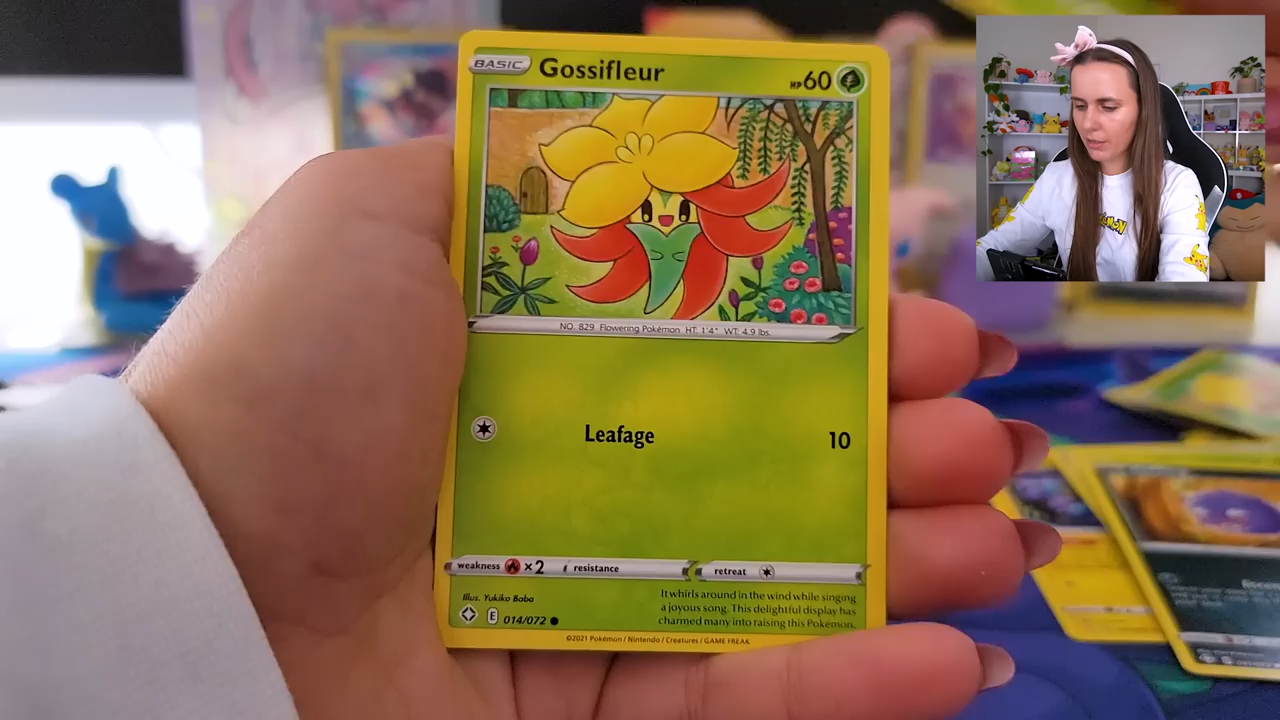 BASIC Gossifleur HP 60
NO. 829 Flowering Pokémon HT: 1'4" WT: 4.9 lbs.
Leafage 10
weakness ×2 resistance retreat
Illus. Yukiko Baba
It whirls around in the wind while singing
a joyous song. This delightful display has
charmed many into raising this Pokémon.
E 014/072
©2021 Pokémon / Nintendo / Creatures / GAME FREAK